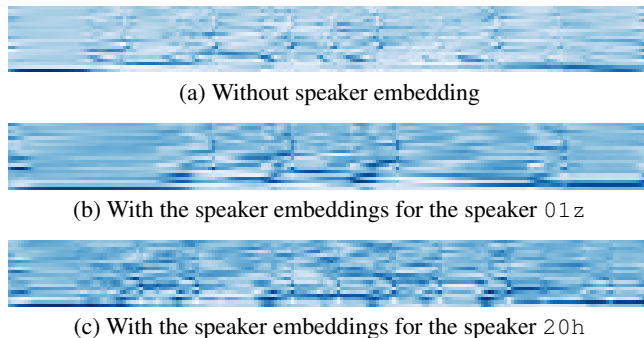 (a) Without speaker embedding
(b) With the speaker embeddings for the speaker 01z
(c) With the speaker embeddings for the speaker 20h